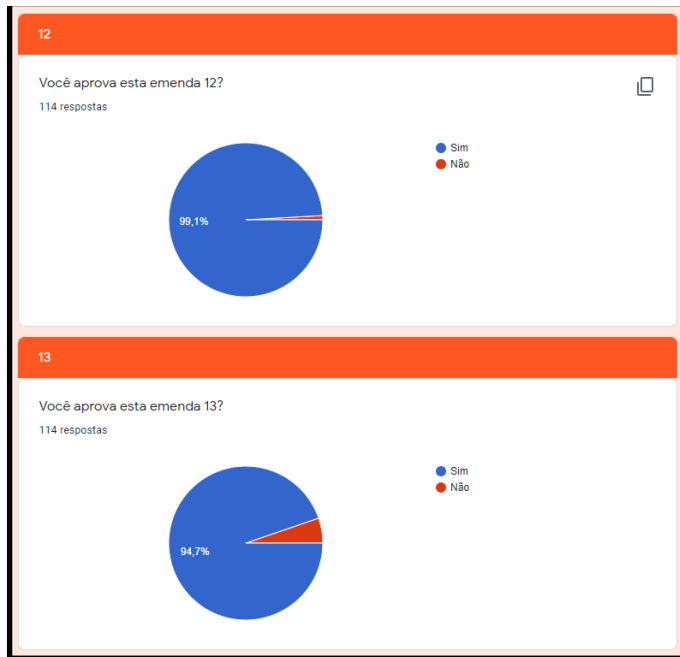 12
Você aprova esta emenda 12?
114 respostas
Sim
Não
99,1%
13
Você aprova esta emenda 13?
114 respostas
Sim
Não
94,7%